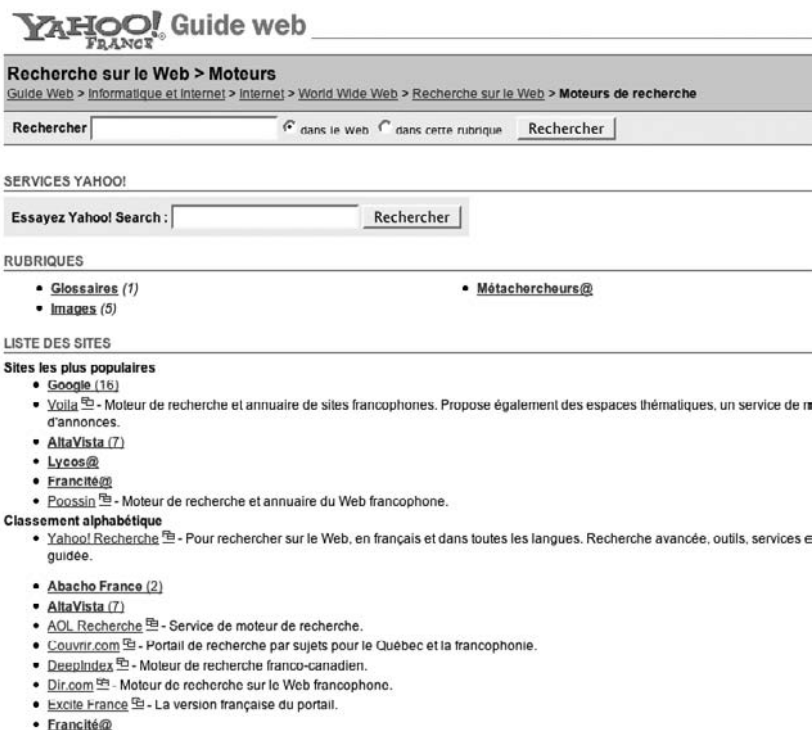 YAHOO! Guide web
FRANCE
Recherche sur le Web > Moteurs
Guide Web > Informatique et Internet > Internet > World Wide Web > Recherche sur le Web > Moteurs de recherche
Rechercher dans le Web dans cette rubrique Rechercher
SERVICES YAHOO!
Essayez Yahoo! Search : Rechercher
RUBRIQUES
• Glossaires (1) • Métachercheurs@
• Images (5)
LISTE DES SITES
Sites les plus populaires
• Google (16)
• Voila - Moteur de recherche et annuaire de sites francophones. Propose également des espaces thématiques, un service de
d'annonces.
• AltaVista (7)
• Lycos@
• Francité@
• Poossin - Moteur de recherche et annuaire du Web francophone.
Classement alphabétique
• Yahoo! Recherche - Pour rechercher sur le Web, en français et dans toutes les langues. Recherche avancée, outils, services
guidée.
• Abacho France (2)
• AltaVista (7)
• AOL Recherche - Service de moteur de recherche.
• Couvrir.com - Portail de recherche par sujets pour le Québec et la francophonie.
• DeepIndex - Moteur de recherche franco-canadien.
• Dir.com - Moteur de recherche sur le Web francophone.
• Excite France - La version française du portail.
• Francité@